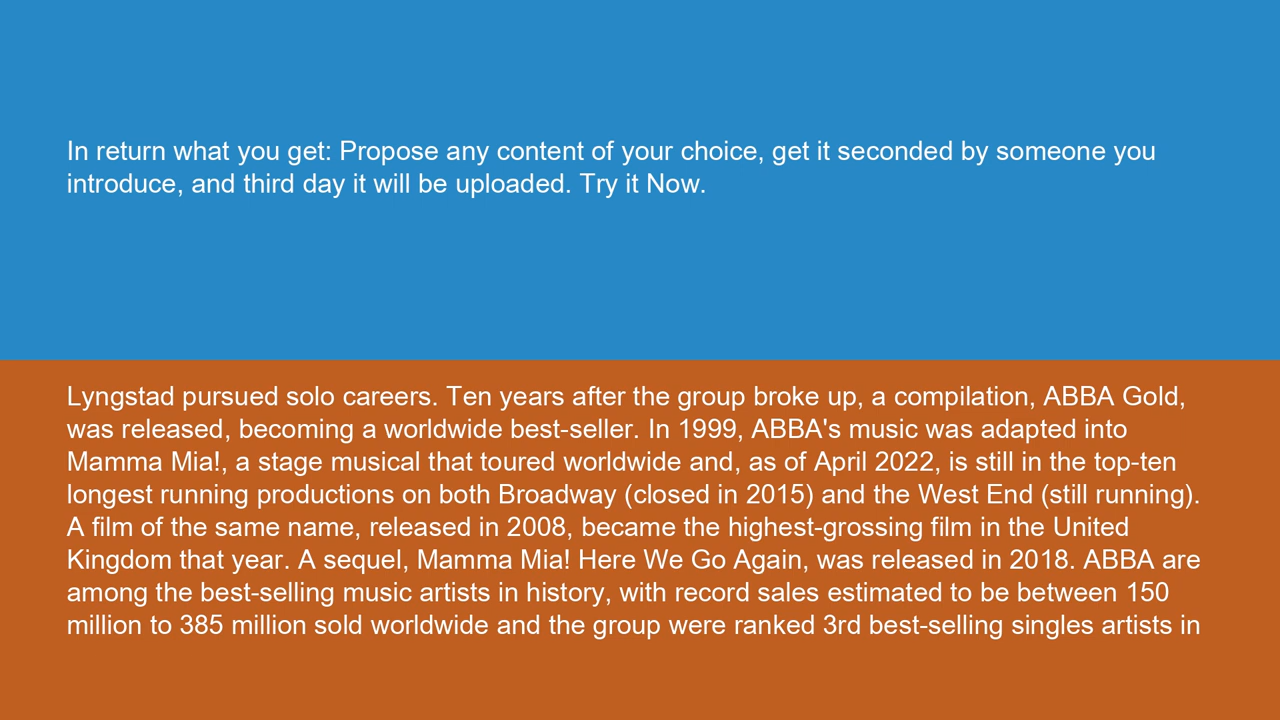 In return what you get: Propose any content of your choice, get it seconded by someone you
introduce, and third day it will be uploaded. Try it Now.
Lyngstad pursued solo careers. Ten years after the group broke up, a compilation, ABBA Gold,
was released, becoming a worldwide best-seller. In 1999, ABBA's music was adapted into
Mamma Mia!, a stage musical that toured worldwide and, as of April 2022, is still in the top-ten
longest running productions on both Broadway (closed in 2015) and the West End (still running).
A film of the same name, released in 2008, became the highest-grossing film in the United
Kingdom that year. A sequel, Mamma Mia! Here We Go Again, was released in 2018. ABBA are
among the best-selling music artists in history, with record sales estimated to be between 150
million to 385 million sold worldwide and the group were ranked 3rd best-selling singles artists in